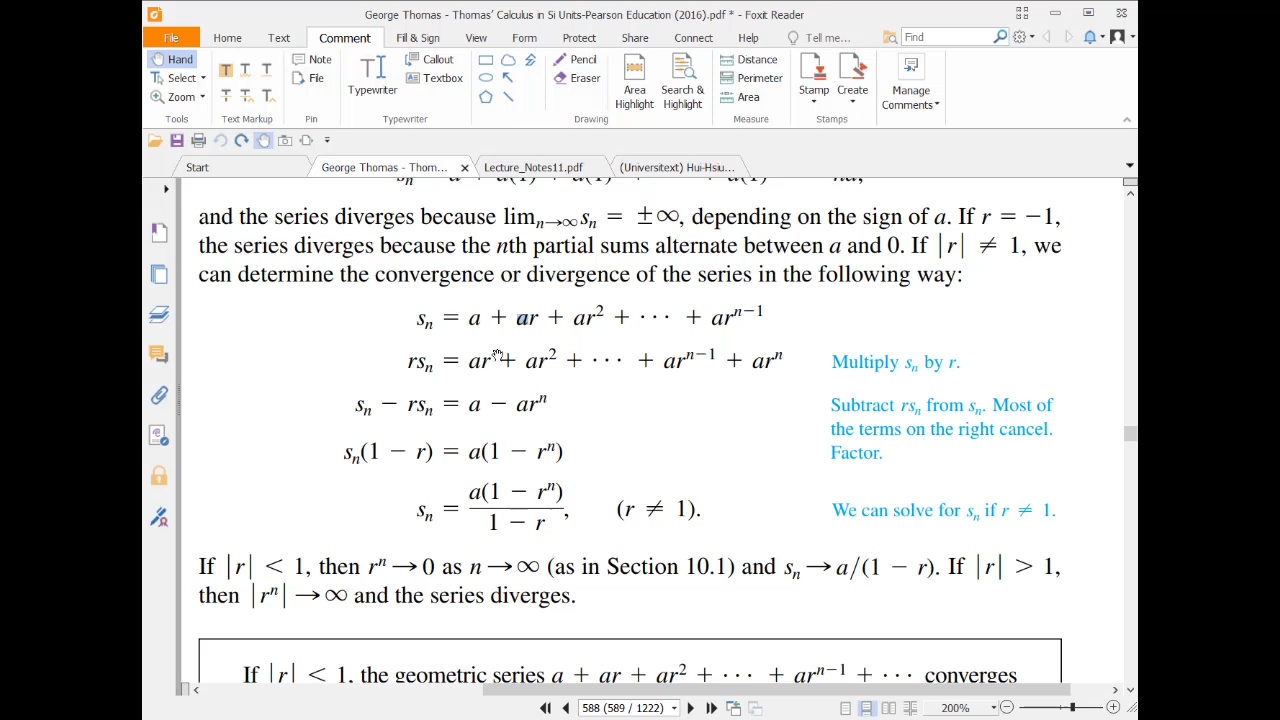 George Thomas - Thomas' Calculus in Si Units-Pearson Education (2016).pdf * - Foxit Reader
File Home Text Comment Fill & Sign View Form Protect Share Connect Help Tell me... Find
Hand Select Zoom Tools
Text Markup
Note File Pin
Typewriter Callout Textbox Typewriter
Pencil Eraser Area Highlight Search & Highlight Drawing
Distance Perimeter Area Measure
Stamp Create Stamps
Manage Comments
Start George Thomas - Thom... Lecture_Notes11.pdf (Universitext) Hui-Hsiu...
and the series diverges because lim_{n→∞} s_n = ±∞, depending on the sign of a. If r = −1,
the series diverges because the nth partial sums alternate between a and 0. If |r| ≠ 1, we
can determine the convergence or divergence of the series in the following way:
s_n = a + ar + ar² + ··· + ar^{n−1}
rs_n = ar + ar² + ··· + ar^{n−1} + ar^n Multiply s_n by r.
s_n − rs_n = a − ar^n Subtract rs_n from s_n. Most of
the terms on the right cancel.
s_n(1 − r) = a(1 − r^n) Factor.
s_n = a(1 − r^n) / (1 − r), (r ≠ 1). We can solve for s_n if r ≠ 1.
If |r| < 1, then r^n → 0 as n → ∞ (as in Section 10.1) and s_n → a/(1 − r). If |r| > 1,
then |r^n| → ∞ and the series diverges.
If |r| < 1, the geometric series a + ar + ar² + ··· + ar^{n−1} + ··· converges
588 (589 / 1222) 200%